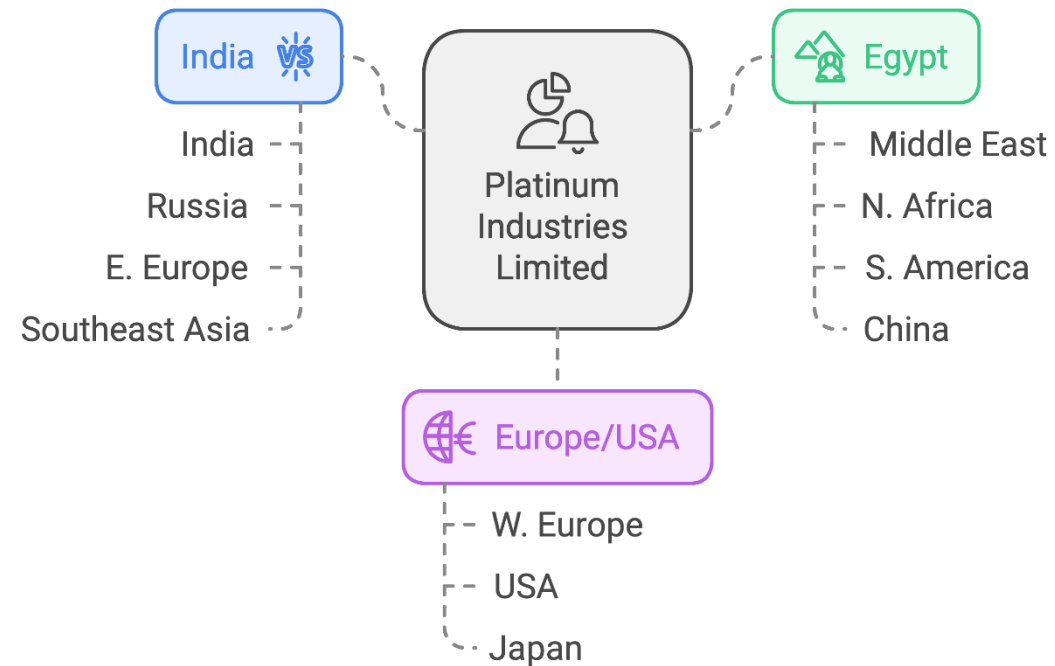 India VS
India
Russia
E. Europe
Southeast Asia
Platinum
Industries
Limited
Egypt
Middle East
N. Africa
S. America
China
Europe/USA
W. Europe
USA
Japan